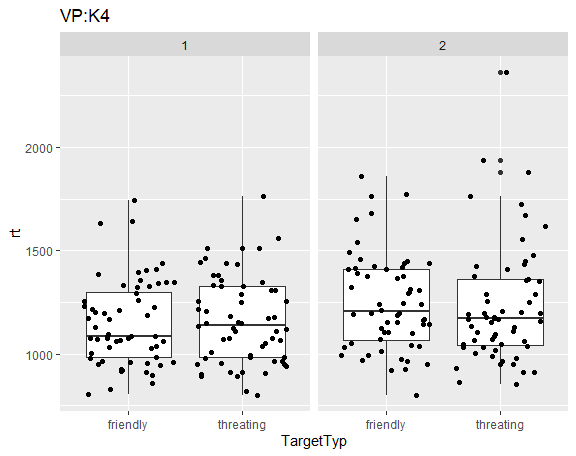 VP:K4
1 2
rt
2000
1500
1000
friendly threating friendly threating
TargetTyp